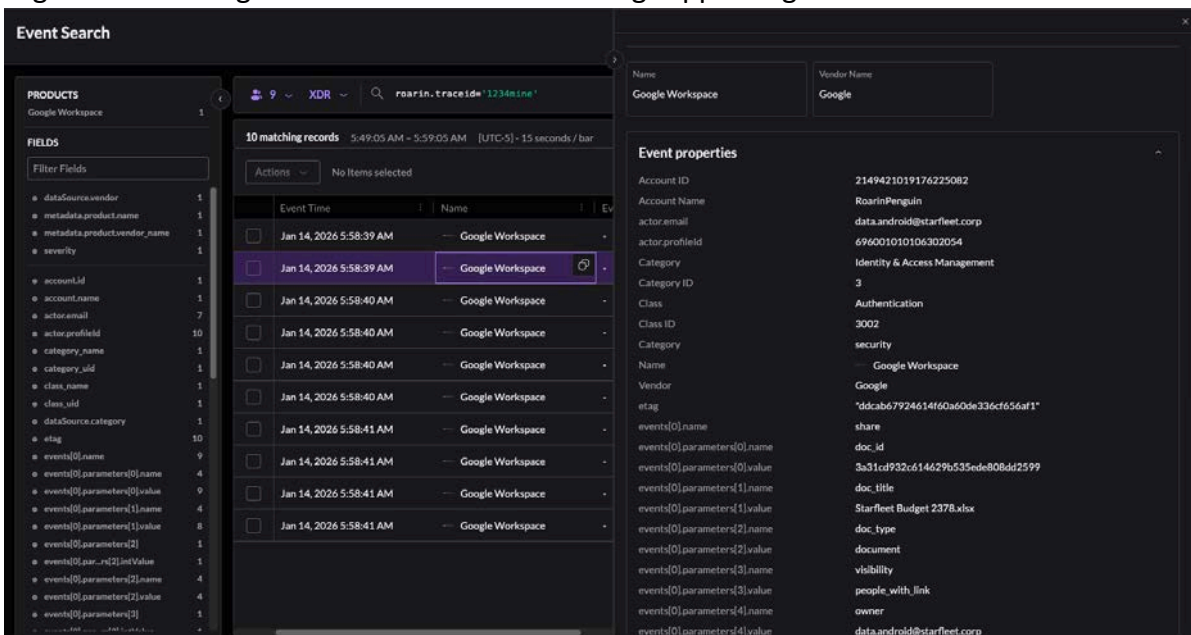 Event Search
PRODUCTS
Google Workspace 1
FIELDS
Filter Fields
dataSource.vendor 1
metadata.product.name 1
metadata.product.vendor_name 1
severity 1
account.id 1
account.name 1
actor.email 7
actor.profileId 10
category_name 1
category_uid 1
class_name 1
class_uid 1
dataSource.category 1
etag 10
events[0].name 9
events[0].parameters[0].name 4
events[0].parameters[0].value 9
events[0].parameters[1].name 4
events[0].parameters[1].value 8
events[0].parameters[2] 1
events[0].par...rs[2].intValue 1
events[0].parameters[2].name 4
events[0].parameters[2].value 4
events[0].parameters[3] 1
9 XDR roarin.traceid='1234mine'
10 matching records 5:49:05 AM – 5:59:05 AM [UTC-5] - 15 seconds / bar
Actions No Items selected
Event Time Name Ev
Jan 14, 2026 5:58:39 AM Google Workspace -
Jan 14, 2026 5:58:39 AM Google Workspace -
Jan 14, 2026 5:58:40 AM Google Workspace -
Jan 14, 2026 5:58:40 AM Google Workspace -
Jan 14, 2026 5:58:40 AM Google Workspace -
Jan 14, 2026 5:58:40 AM Google Workspace -
Jan 14, 2026 5:58:41 AM Google Workspace -
Jan 14, 2026 5:58:41 AM Google Workspace -
Jan 14, 2026 5:58:41 AM Google Workspace -
Jan 14, 2026 5:58:41 AM Google Workspace -
Name
Google Workspace
Vendor Name
Google
Event properties
Account ID 2149421019176225082
Account Name RoarinPenguin
actor.email data.android@starfleet.corp
actor.profileId 696001010106302054
Category Identity & Access Management
Category ID 3
Class Authentication
Class ID 3002
Category security
Name Google Workspace
Vendor Google
etag "ddcab67924614f60a60de336cf656af1"
events[0].name share
events[0].parameters[0].name doc_id
events[0].parameters[0].value 3a31cd932c614629b535ede808dd2599
events[0].parameters[1].name doc_title
events[0].parameters[1].value Starfleet Budget 2378.xlsx
events[0].parameters[2].name doc_type
events[0].parameters[2].value document
events[0].parameters[3].name visibility
events[0].parameters[3].value people_with_link
events[0].parameters[4].name owner
events[0].parameters[4].value data.android@starfleet.corp